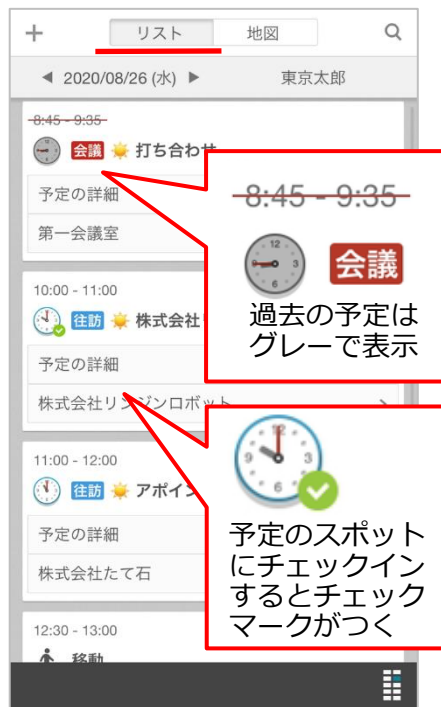 リスト 地図
2020/08/26 (水) 東京太郎
8:45 - 9:35
会議 打ち合わせ
予定の詳細
第一会議室
8:45 - 9:35
12
3
6
会議
過去の予定は
グレーで表示
10:00 - 11:00
往訪 株式会社
予定の詳細
株式会社リンジンロボット
12
3
6
予定のスポット
にチェックイン
するとチェック
マークがつく
11:00 - 12:00
往訪 アポイン
予定の詳細
株式会社たて石
12:30 - 13:00
移動